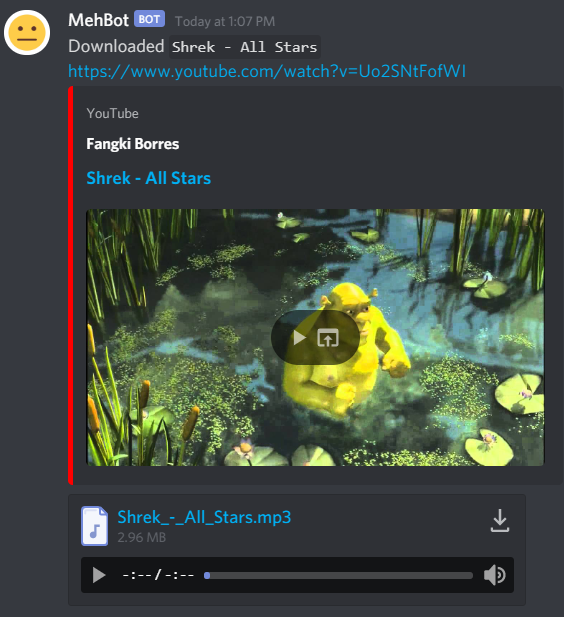 MehBot BOT Today at 1:07 PM
Downloaded Shrek - All Stars
https://www.youtube.com/watch?v=Uo2SNtFofWI
YouTube
Fangki Borres
Shrek - All Stars
Shrek_-_All_Stars.mp3
2.96 MB
-:-- / -:--